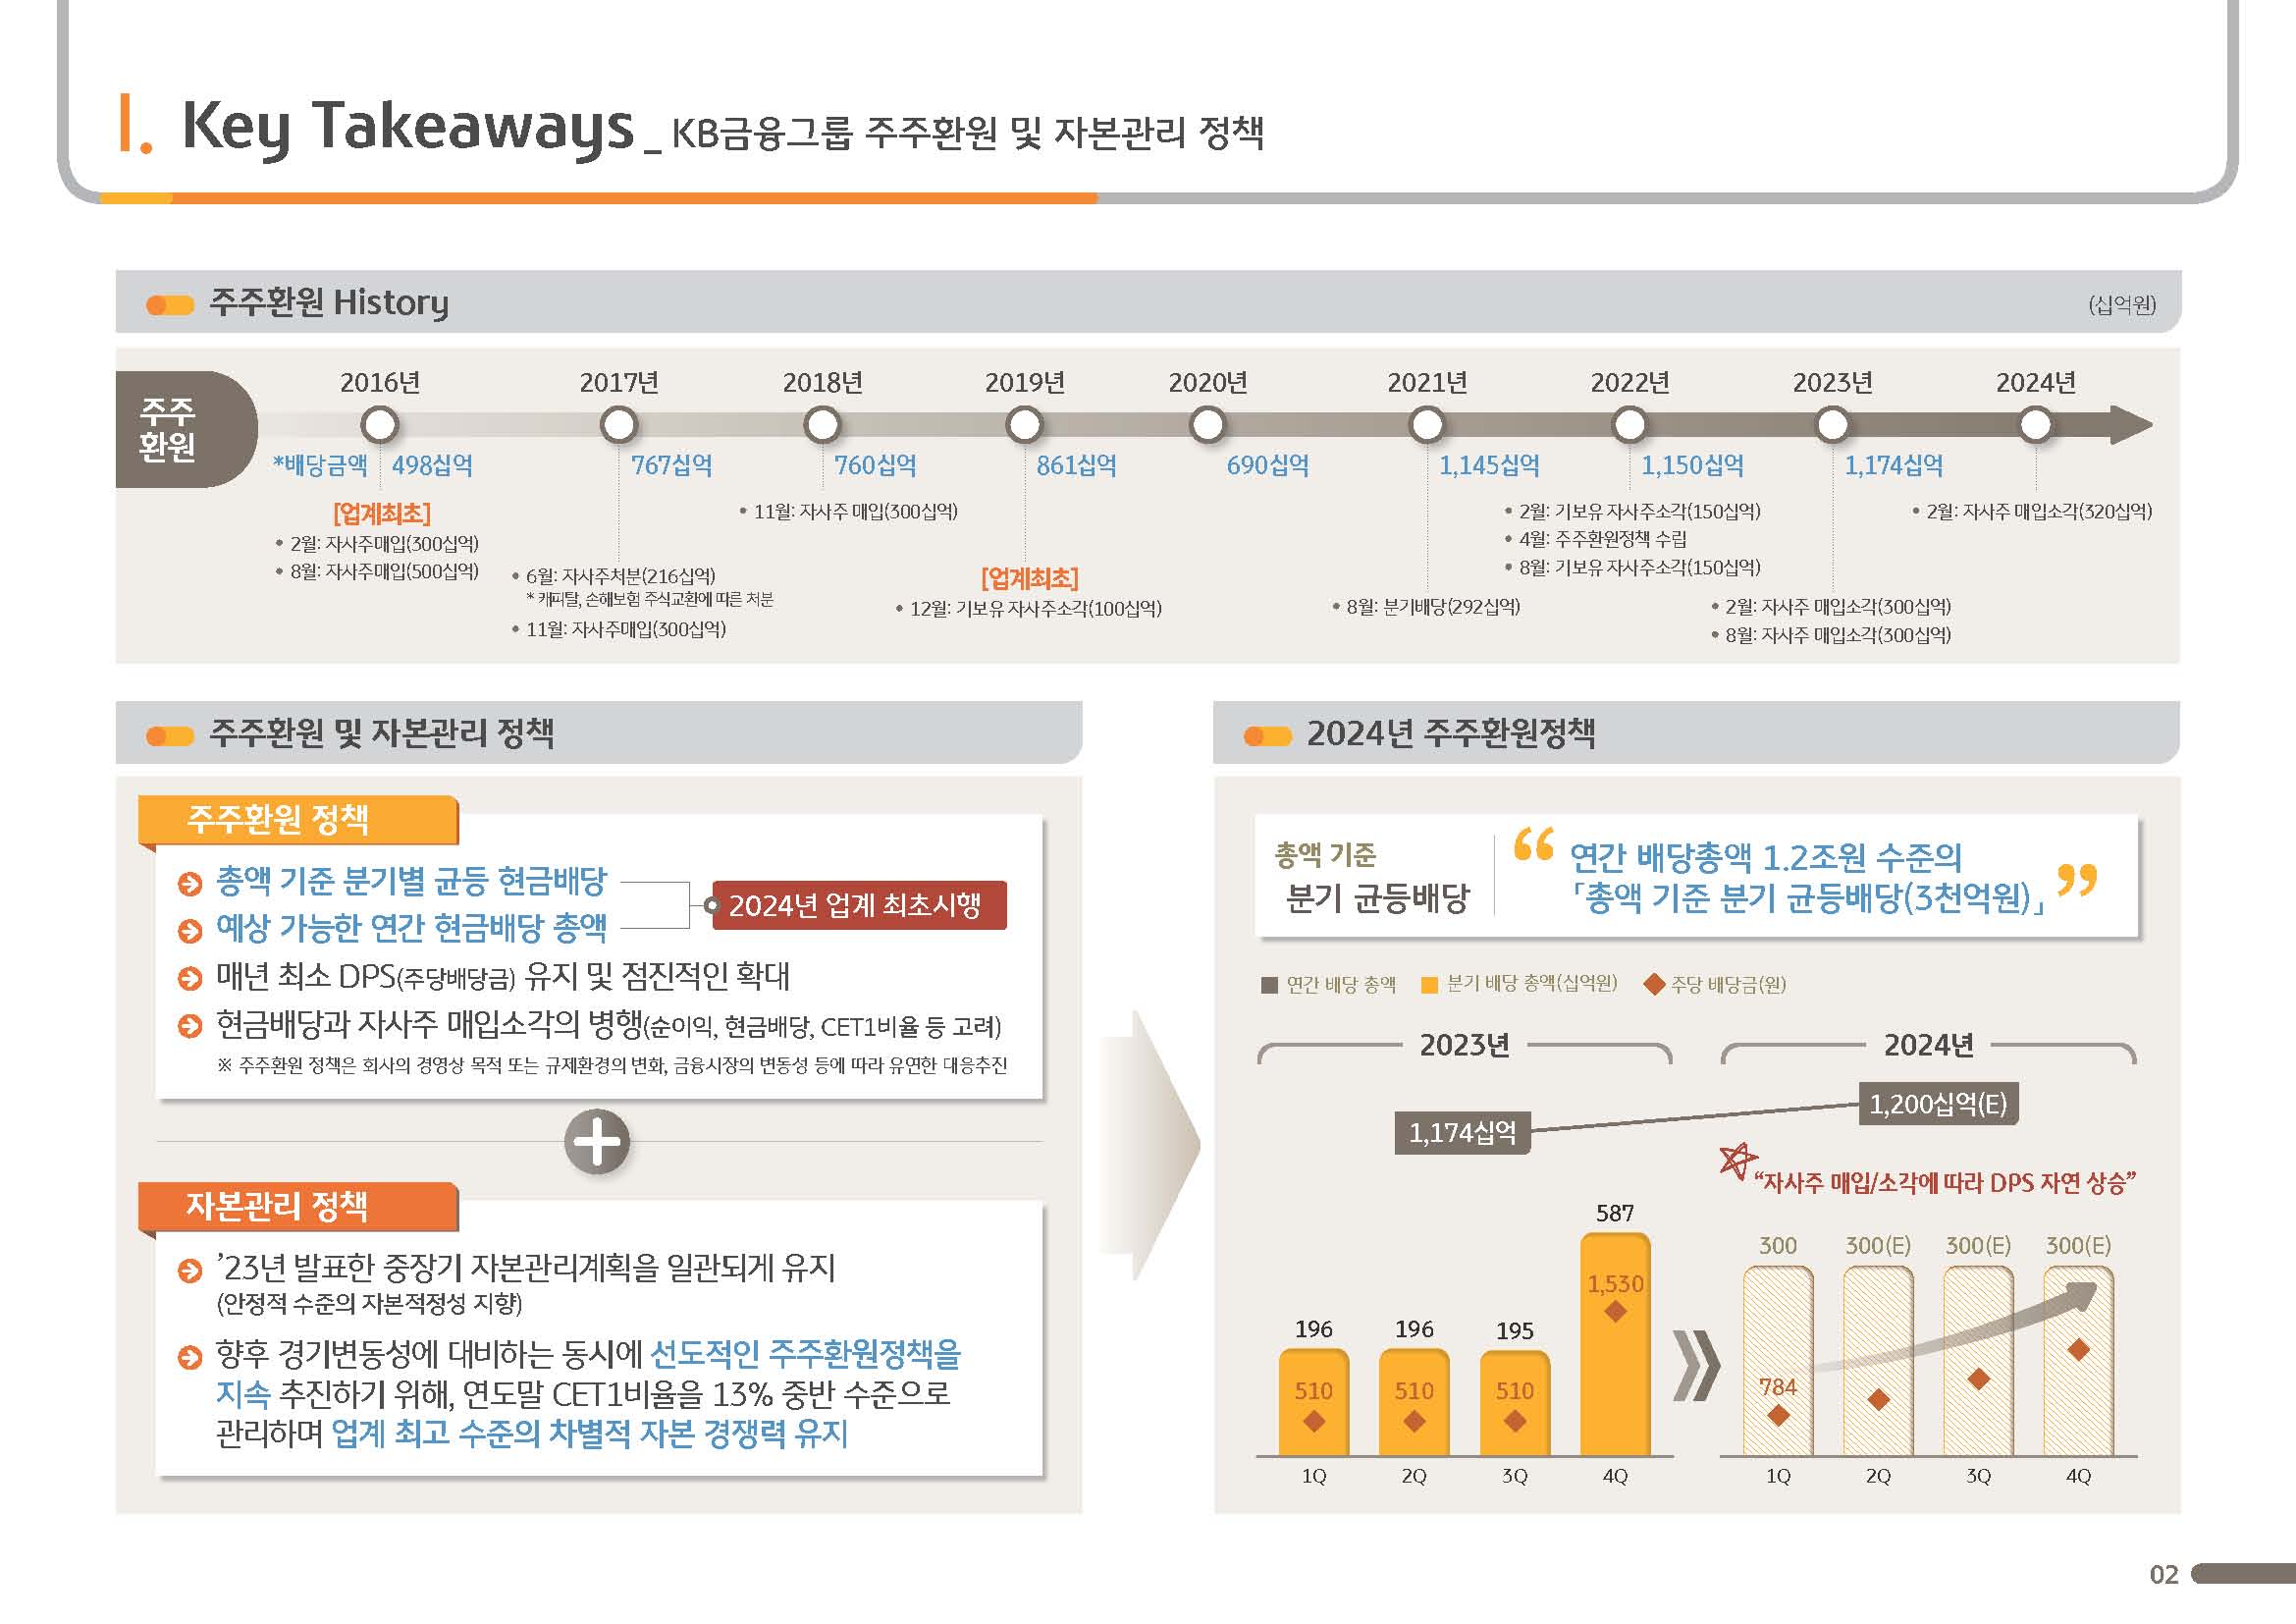 I. Key Takeaways _ KB금융그룹 주주환원 및 자본관리 정책
주주환원 History
(십억원)
주주
환원
2016년 2017년 2018년 2019년 2020년 2021년 2022년 2023년 2024년
*배당금액 498십억 767십억 760십억 861십억 690십억 1,145십억 1,150십억 1,174십억
[업계최초]
• 2월: 자사주매입(300십억)
• 8월: 자사주매입(500십억)
• 6월: 자사주처분(216십억)
* 캐피탈, 손해보험 주식교환에 따른 처분
• 11월: 자사주매입(300십억)
• 11월: 자사주 매입(300십억)
[업계최초]
• 12월: 기보유 자사주소각(100십억)
• 8월: 분기배당(292십억)
• 2월: 기보유 자사주소각(150십억)
• 4월: 주주환원정책 수립
• 8월: 기보유 자사주소각(150십억)
• 2월: 자사주 매입소각(300십억)
• 8월: 자사주 매입소각(300십억)
• 2월: 자사주 매입소각(320십억)
주주환원 및 자본관리 정책
주주환원 정책
총액 기준 분기별 균등 현금배당
예상 가능한 연간 현금배당 총액
2024년 업계 최초시행
매년 최소 DPS(주당배당금) 유지 및 점진적인 확대
현금배당과 자사주 매입소각의 병행(순이익, 현금배당, CET1비율 등 고려)
※ 주주환원 정책은 회사의 경영상 목적 또는 규제환경의 변화, 금융시장의 변동성 등에 따라 유연한 대응추진
자본관리 정책
’23년 발표한 중장기 자본관리계획을 일관되게 유지
(안정적 수준의 자본적정성 지향)
향후 경기변동성에 대비하는 동시에 선도적인 주주환원정책을
지속 추진하기 위해, 연도말 CET1비율을 13% 중반 수준으로
관리하며 업계 최고 수준의 차별적 자본 경쟁력 유지
2024년 주주환원정책
총액 기준
분기 균등배당
“ 연간 배당총액 1.2조원 수준의
「총액 기준 분기 균등배당(3천억원)」 ”
연간 배당 총액 분기 배당 총액(십억원) 주당 배당금(원)
2023년 2024년
1,174십억 1,200십억(E)
“자사주 매입/소각에 따라 DPS 자연 상승”
196 196 195 587 300 300(E) 300(E) 300(E)
510 510 510 1,530 784
1Q 2Q 3Q 4Q 1Q 2Q 3Q 4Q
02